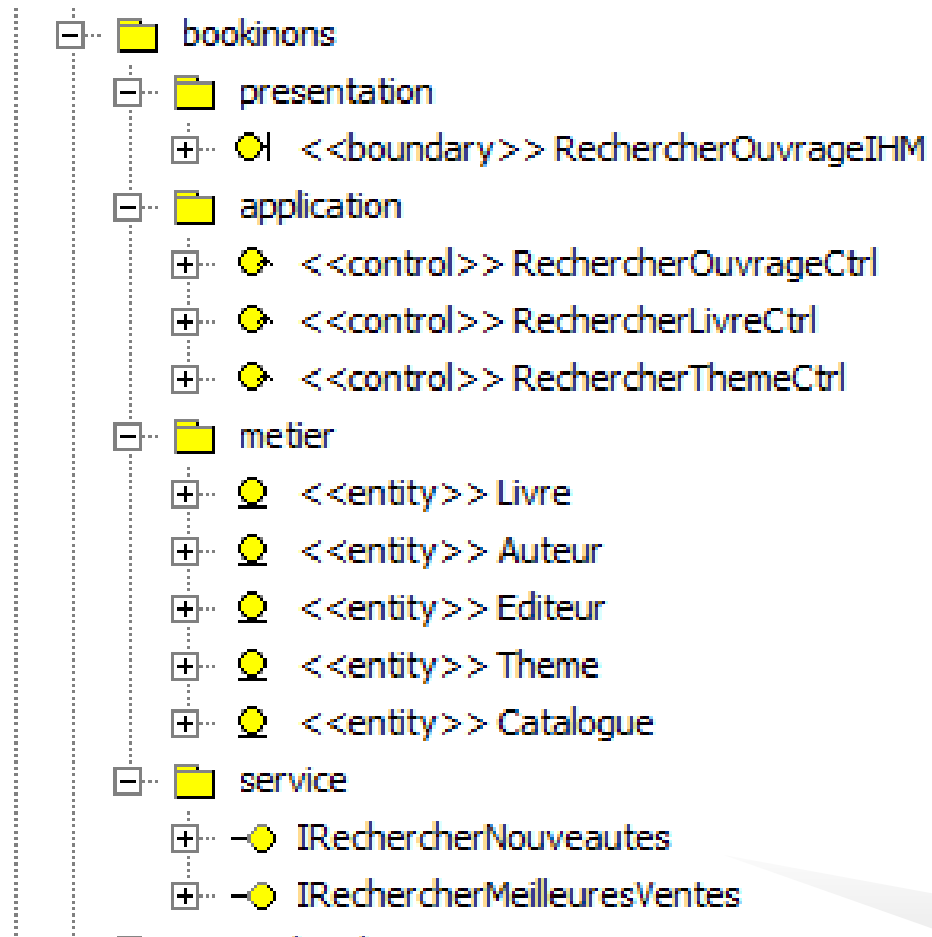 bookinons
presentation
<<boundary>> RechercherOuvrageIHM
application
<<control>> RechercherOuvrageCtrl
<<control>> RechercherLivreCtrl
<<control>> RechercherThemeCtrl
metier
<<entity>> Livre
<<entity>> Auteur
<<entity>> Editeur
<<entity>> Theme
<<entity>> Catalogue
service
IRechercherNouveautes
IRechercherMeilleuresVentes